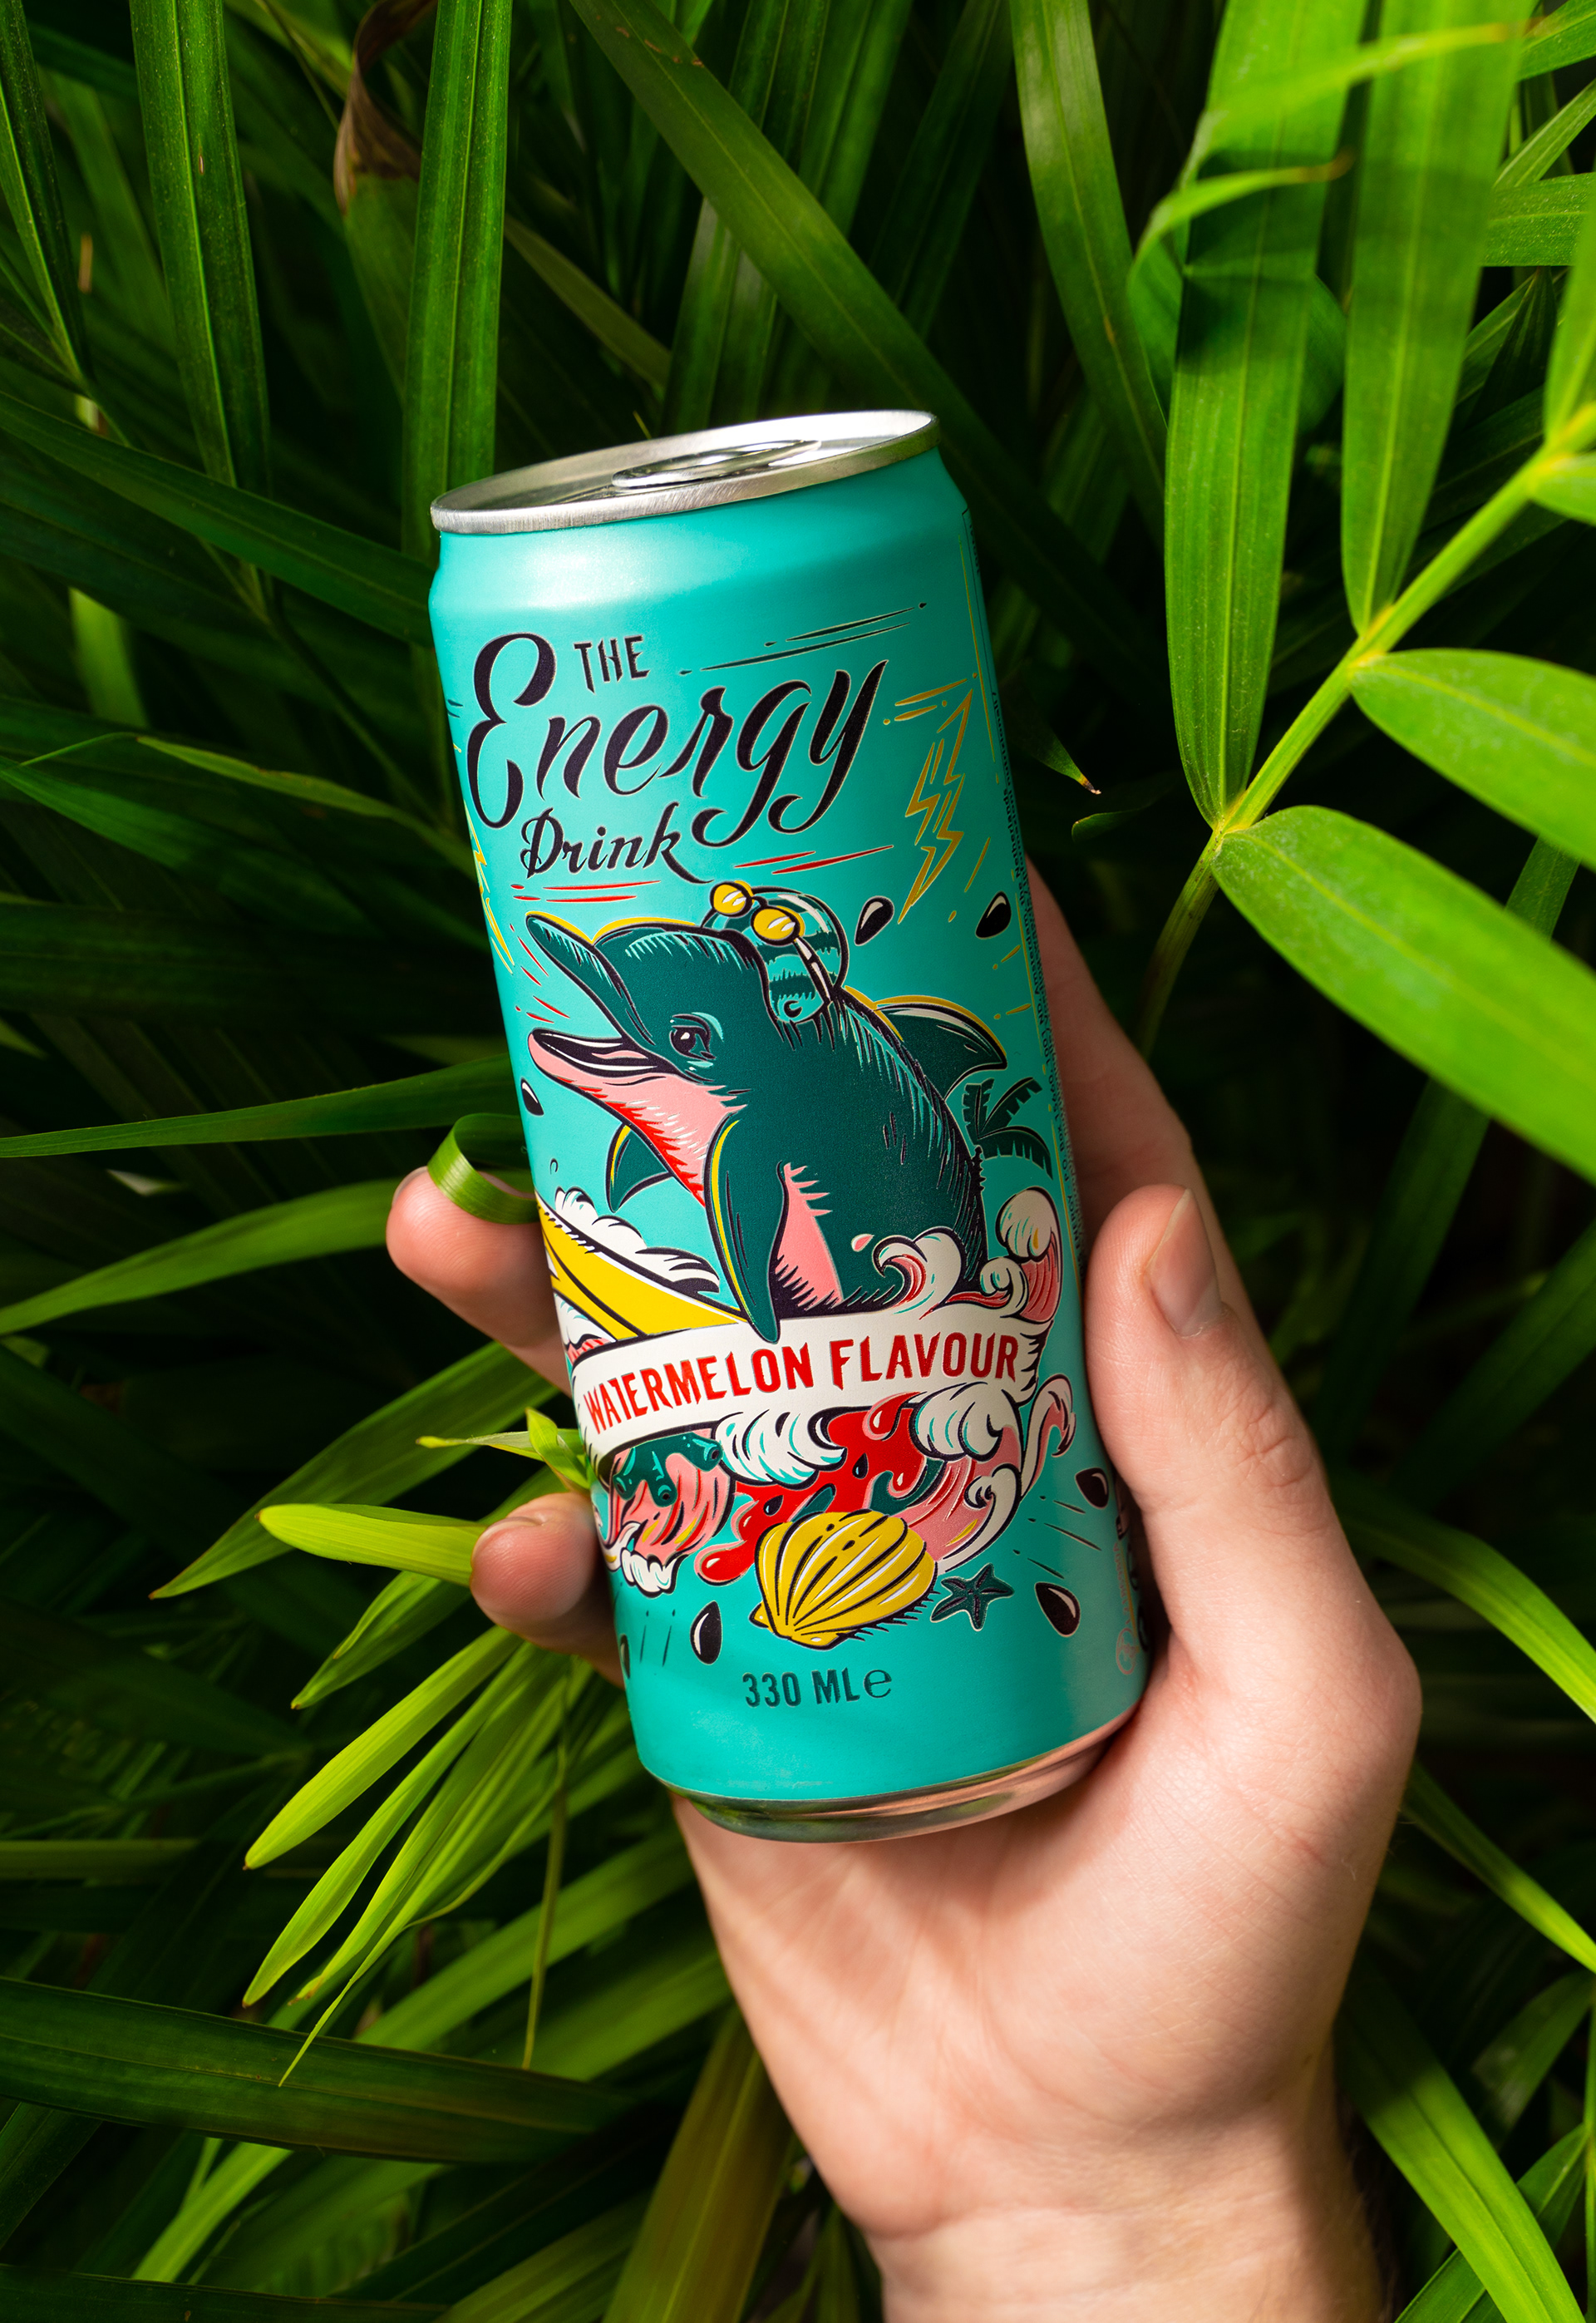 THE
Energy
Drink
WATERMELON FLAVOUR
330 ML ℮